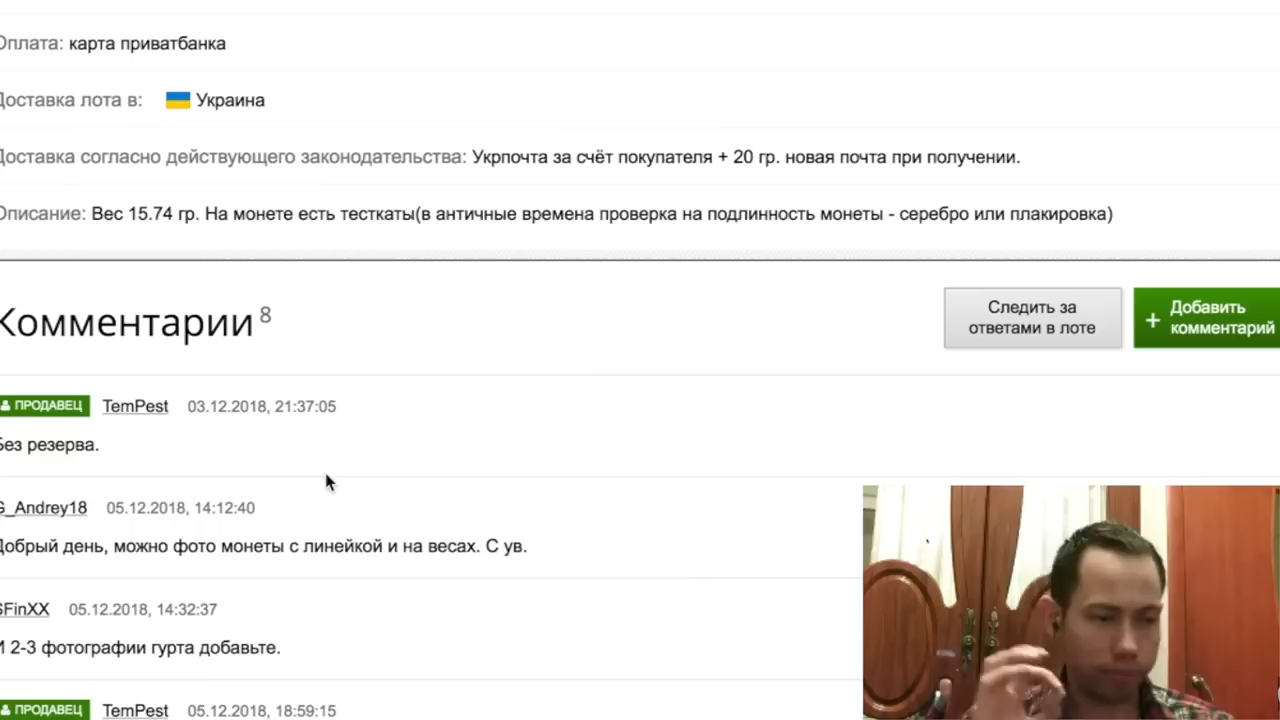 Оплата: карта приватбанка
Доставка лота в: Украина
Доставка согласно действующего законодательства: Укрпочта за счёт покупателя + 20 гр. новая почта при получении.
Описание: Вес 15.74 гр. На монете есть тесткаты(в античные времена проверка на подлинность монеты - серебро или плакировка)
Комментарии 8
Следить за
ответами в лоте
+ Добавить
комментарий
ПРОДАВЕЦ TemPest 03.12.2018, 21:37:05
Без резерва.
G_Andrey18 05.12.2018, 14:12:40
Добрый день, можно фото монеты с линейкой и на весах. С ув.
SFinXX 05.12.2018, 14:32:37
И 2-3 фотографии гурта добавьте.
ПРОДАВЕЦ TemPest 05.12.2018, 18:59:15